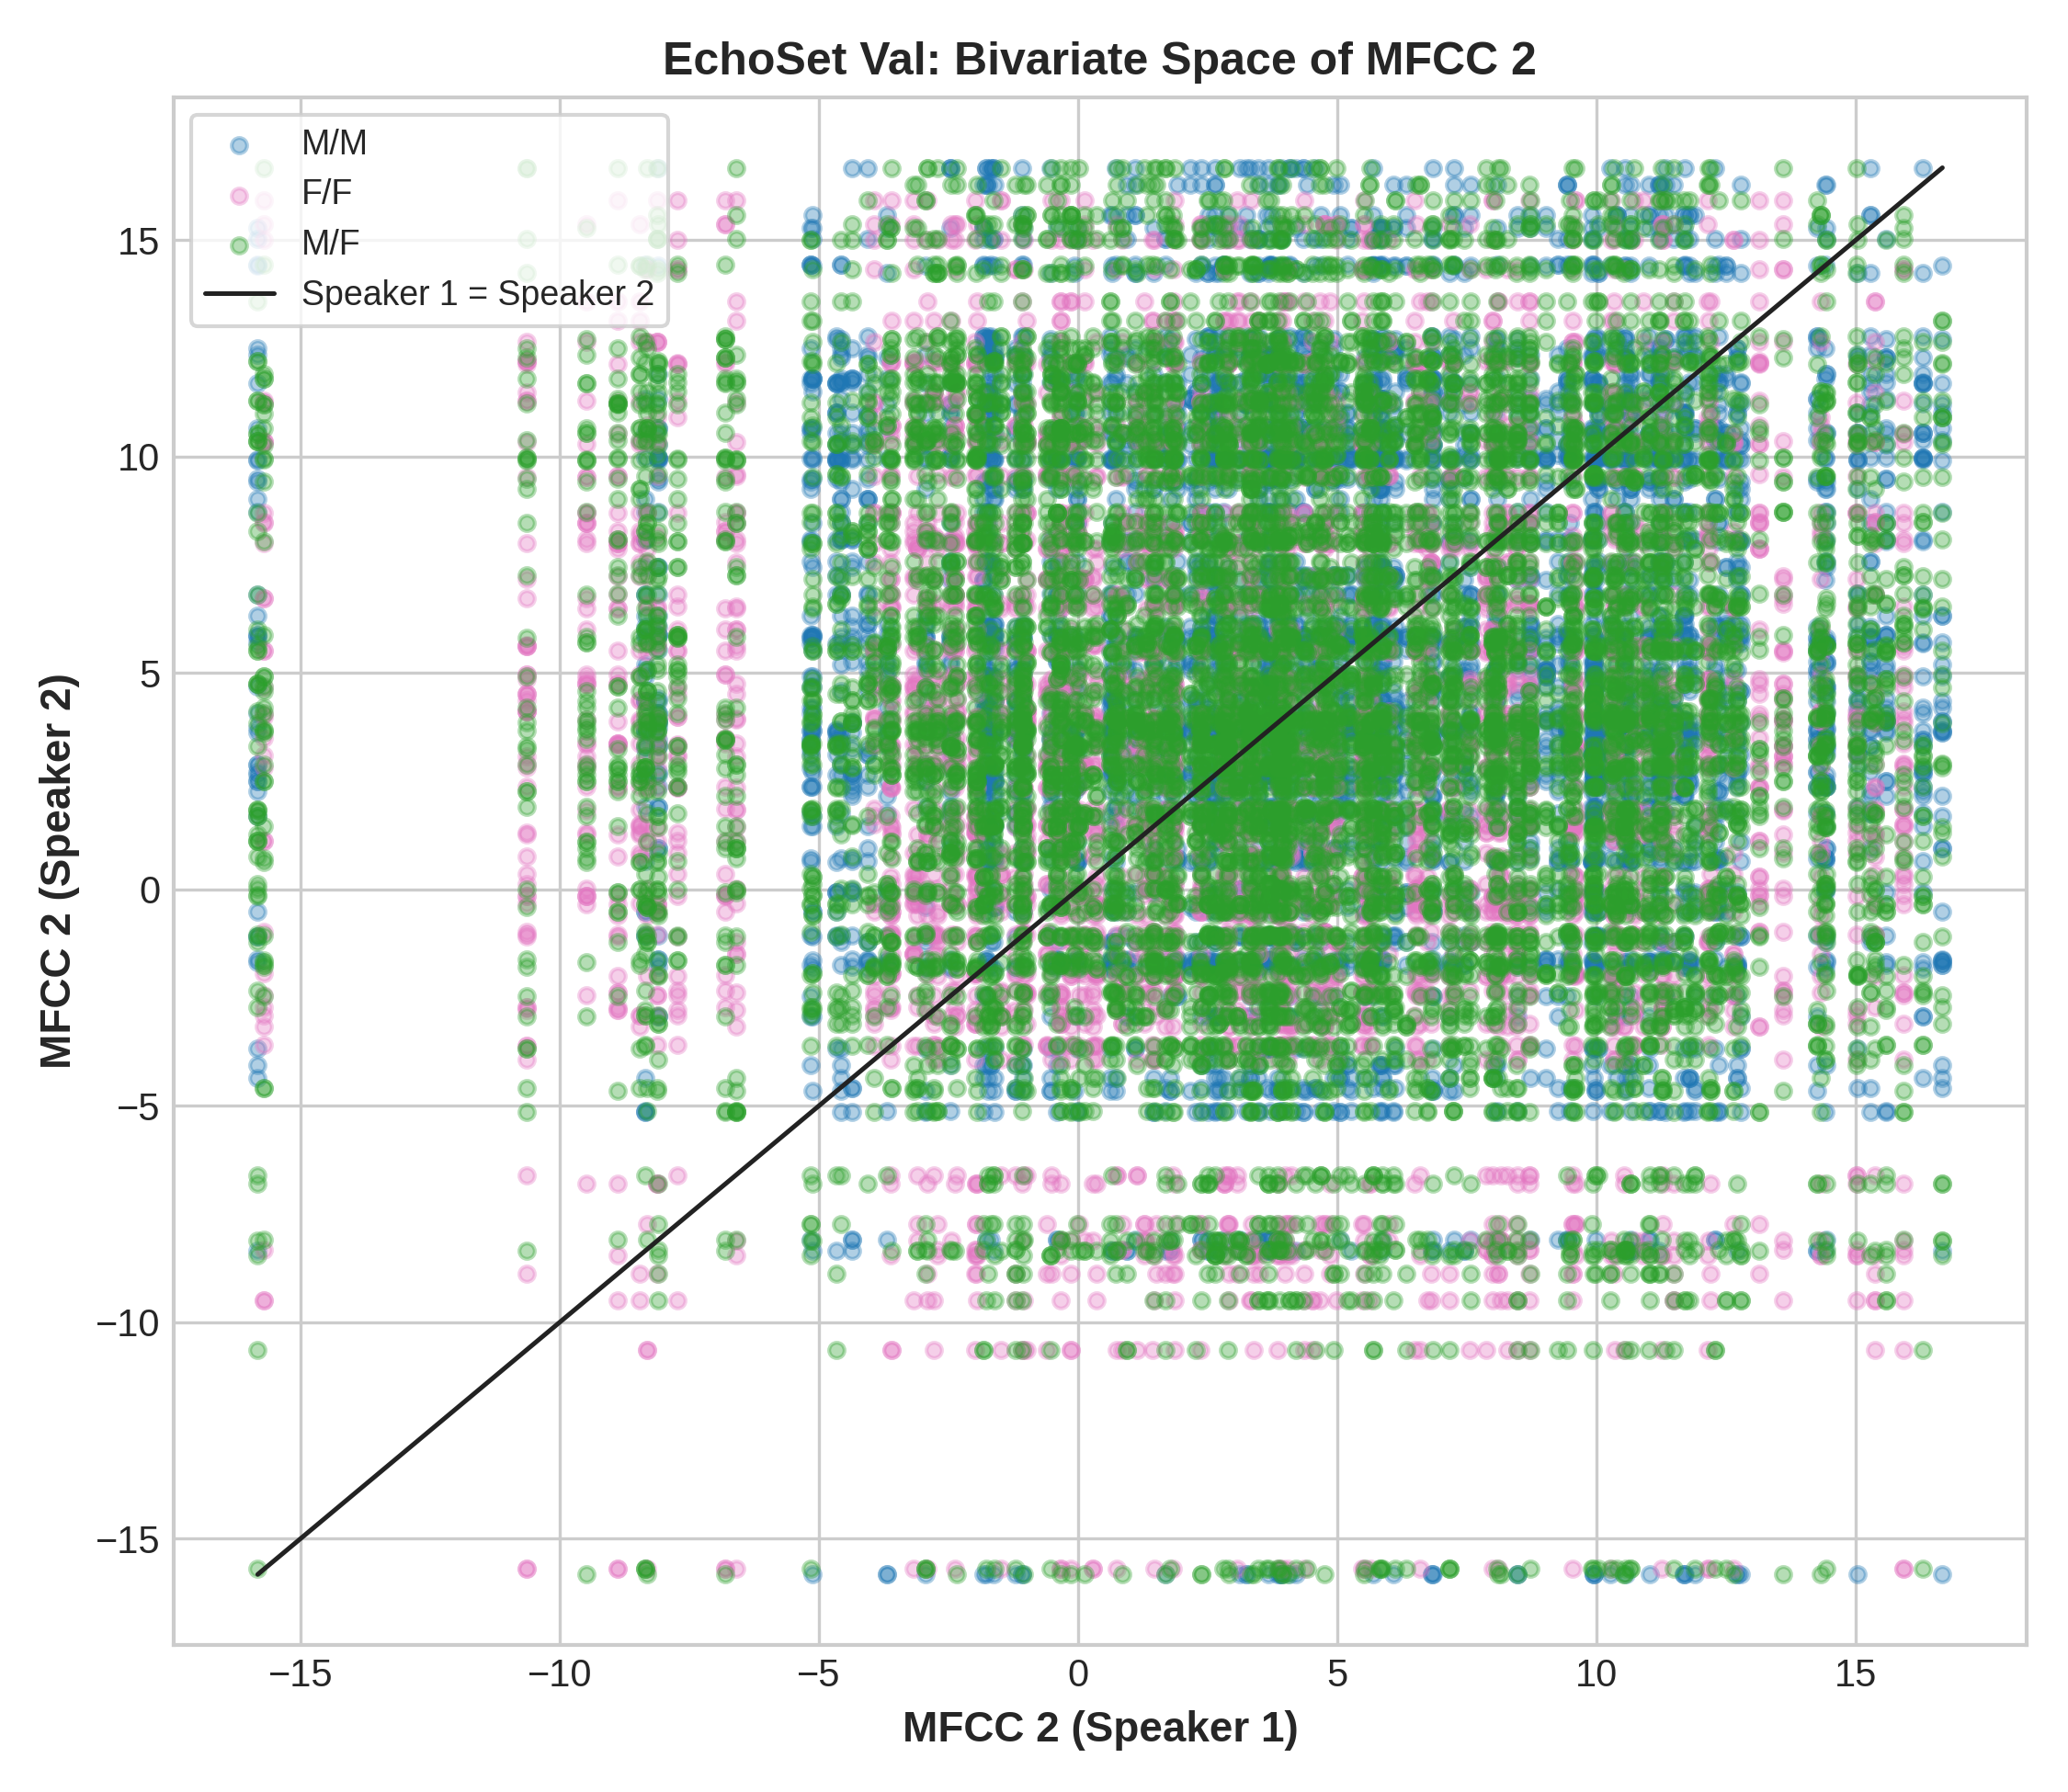 EchoSet Val: Bivariate Space of MFCC 2
M/M
F/F
M/F
Speaker 1 = Speaker 2
15
10
5
0
−5
−10
−15
MFCC 2 (Speaker 2)
−15
−10
−5
0
5
10
15
MFCC 2 (Speaker 1)